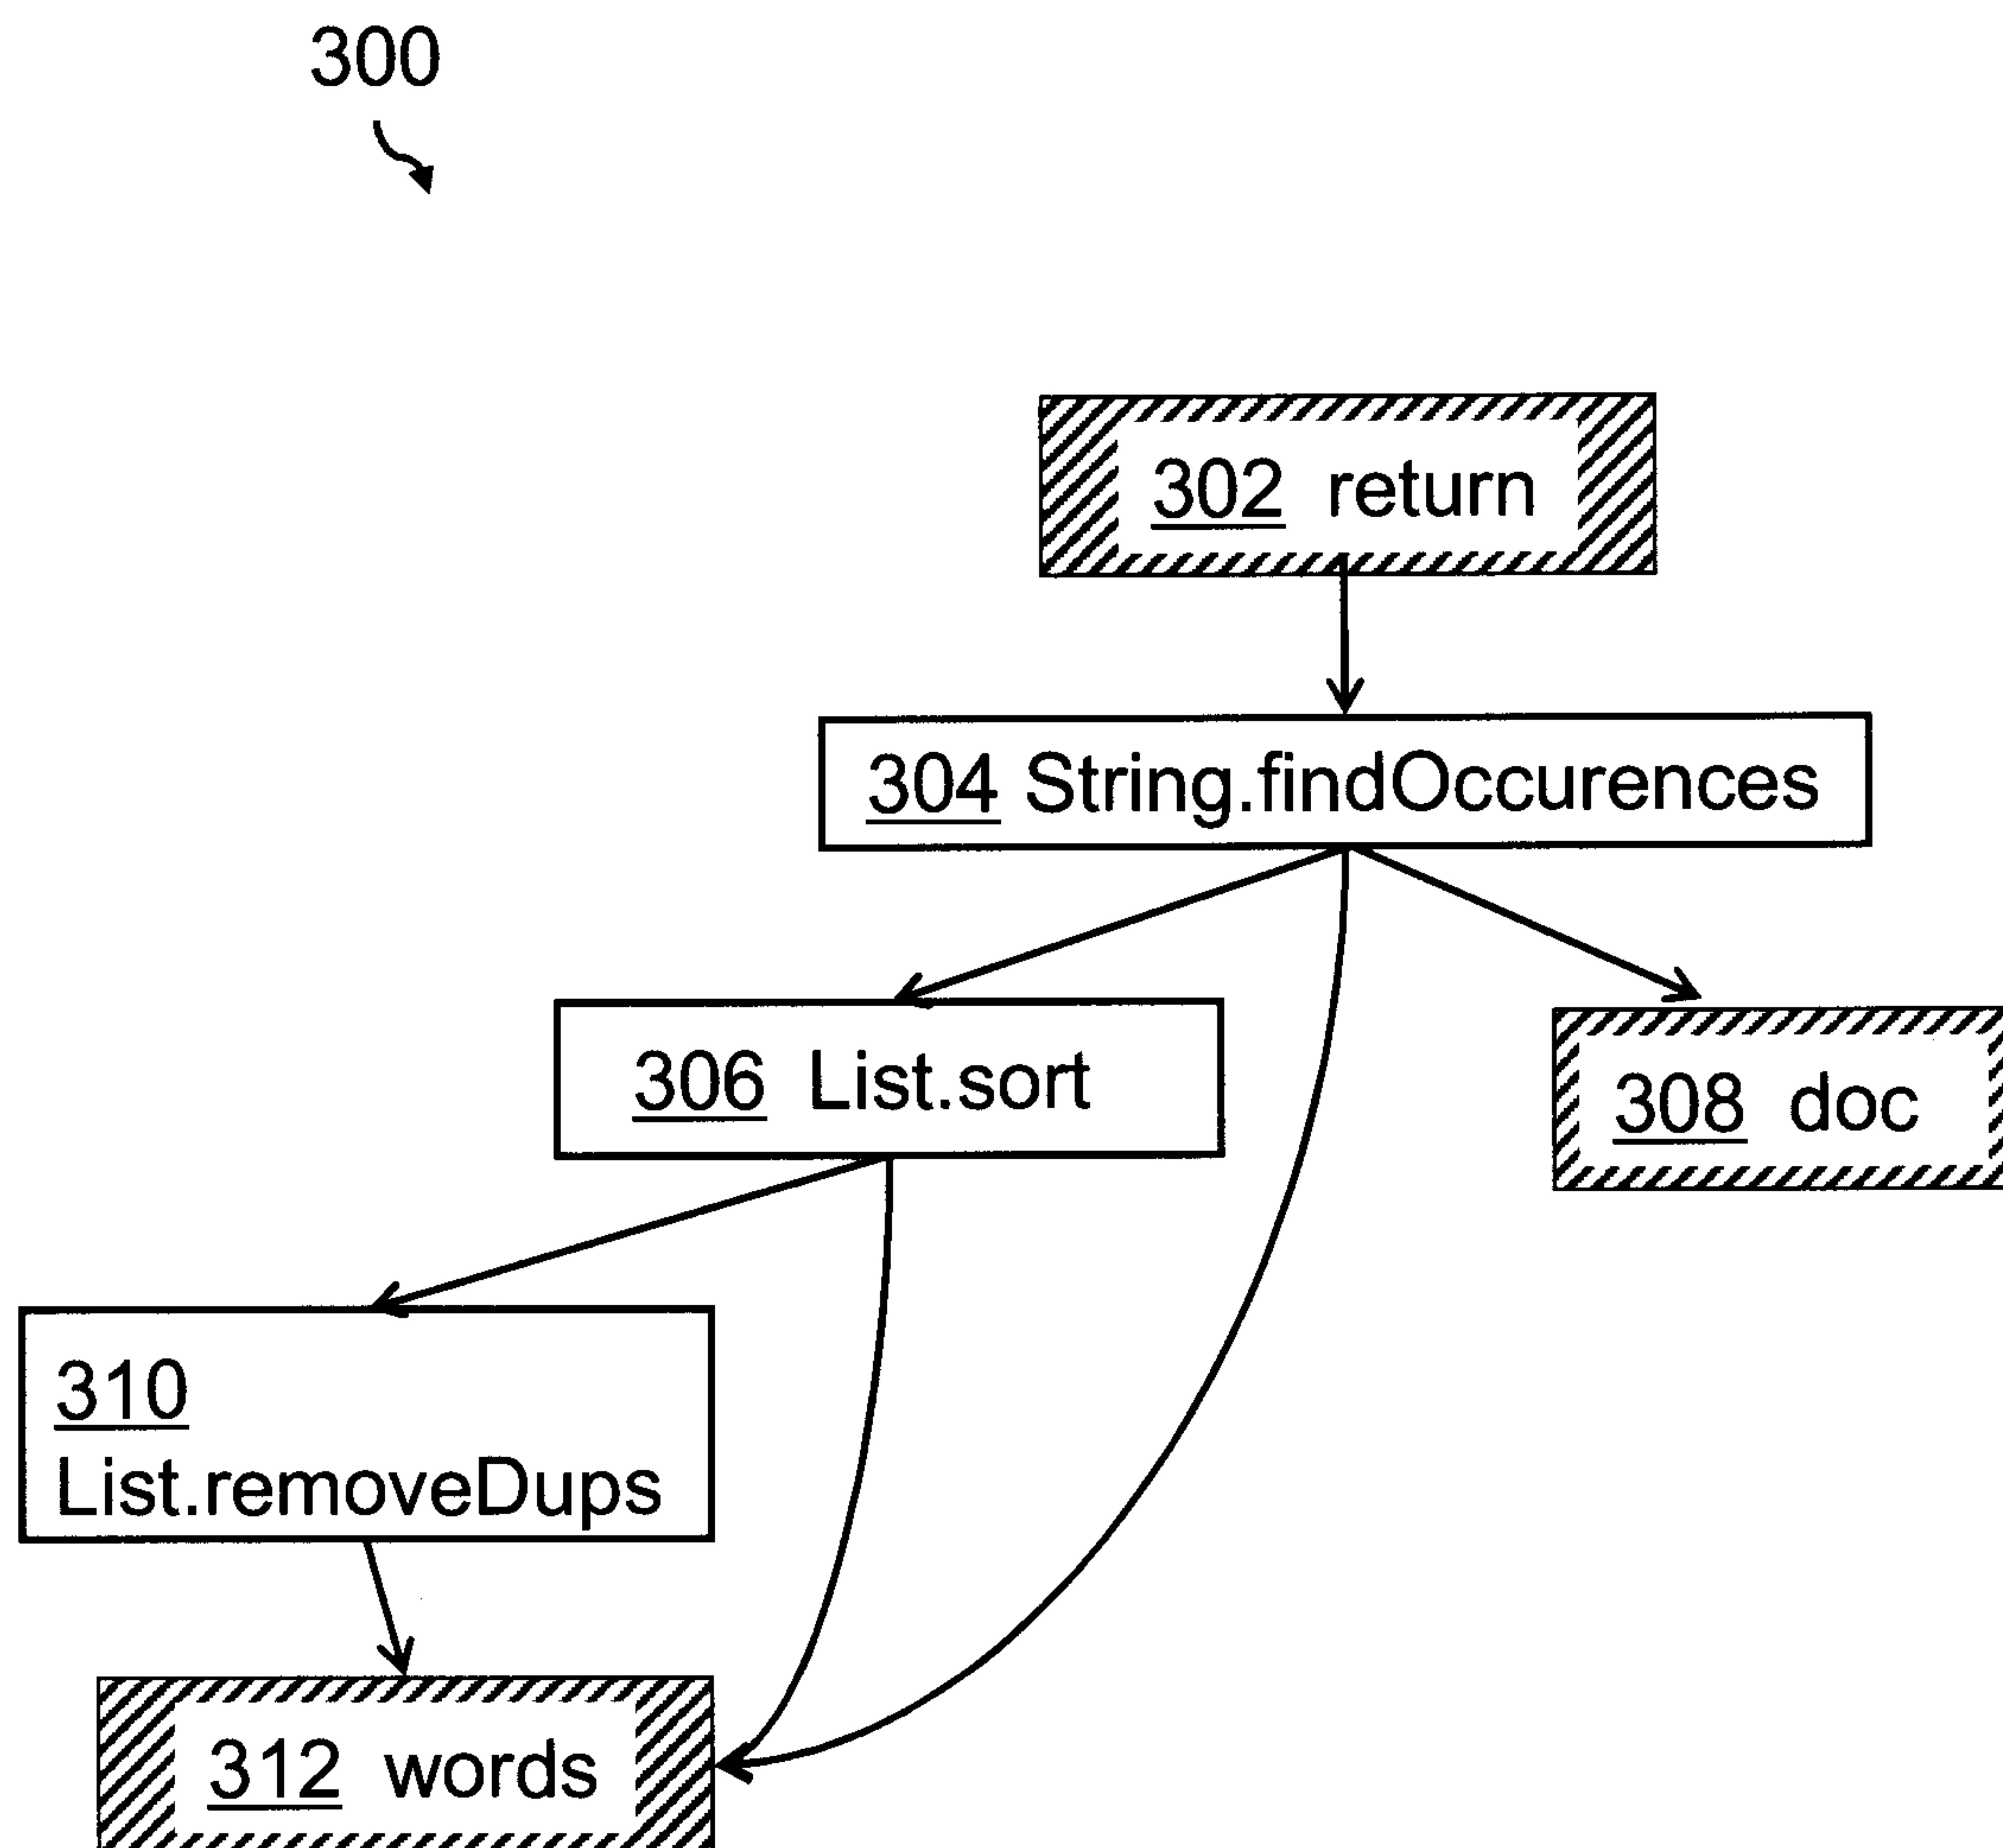 300
302 return
304 String.findOccurences
306 List.sort
308 doc
310
List.removeDups
312 words